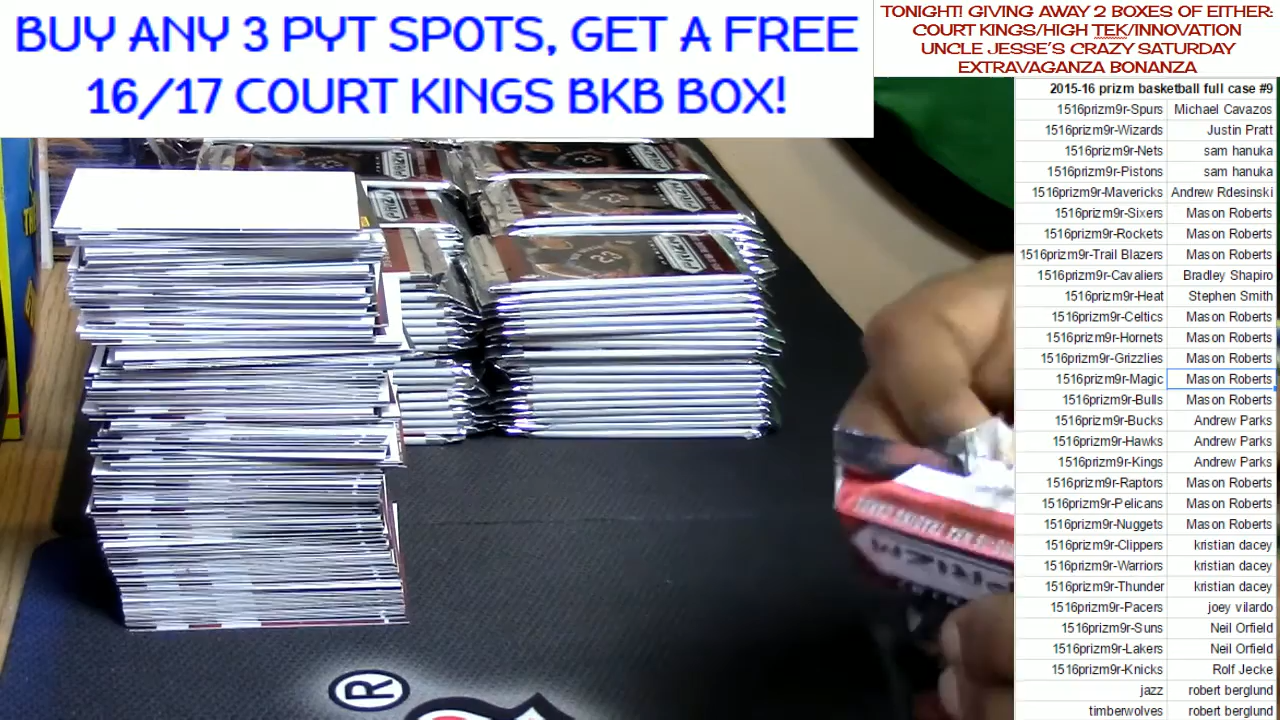 BUY ANY 3 PYT SPOTS, GET A FREE
16/17 COURT KINGS BKB BOX!
TONIGHT! GIVING AWAY 2 BOXES OF EITHER:
COURT KINGS/HIGH TEK/INNOVATION
UNCLE JESSE'S CRAZY SATURDAY
EXTRAVAGANZA BONANZA
2015-16 prizm basketball full case #9
1516prizm9r-Spurs Michael Cavazos
1516prizm9r-Wizards Justin Pratt
1516prizm9r-Nets sam hanuka
1516prizm9r-Pistons sam hanuka
1516prizm9r-Mavericks Andrew Rdesinski
1516prizm9r-Sixers Mason Roberts
1516prizm9r-Rockets Mason Roberts
1516prizm9r-Trail Blazers Mason Roberts
1516prizm9r-Cavaliers Bradley Shapiro
1516prizm9r-Heat Stephen Smith
1516prizm9r-Celtics Mason Roberts
1516prizm9r-Hornets Mason Roberts
1516prizm9r-Grizzlies Mason Roberts
1516prizm9r-Magic Mason Roberts
1516prizm9r-Bulls Mason Roberts
1516prizm9r-Bucks Andrew Parks
1516prizm9r-Hawks Andrew Parks
1516prizm9r-Kings Andrew Parks
1516prizm9r-Raptors Mason Roberts
1516prizm9r-Pelicans Mason Roberts
1516prizm9r-Nuggets Mason Roberts
1516prizm9r-Clippers kristian dacey
1516prizm9r-Warriors kristian dacey
1516prizm9r-Thunder kristian dacey
1516prizm9r-Pacers joey vilardo
1516prizm9r-Suns Neil Orfield
1516prizm9r-Lakers Neil Orfield
1516prizm9r-Knicks Rolf Jecke
jazz robert berglund
timberwolves robert berglund
PRIZM
PRIZM
PRIZM
23
PRIZM
®